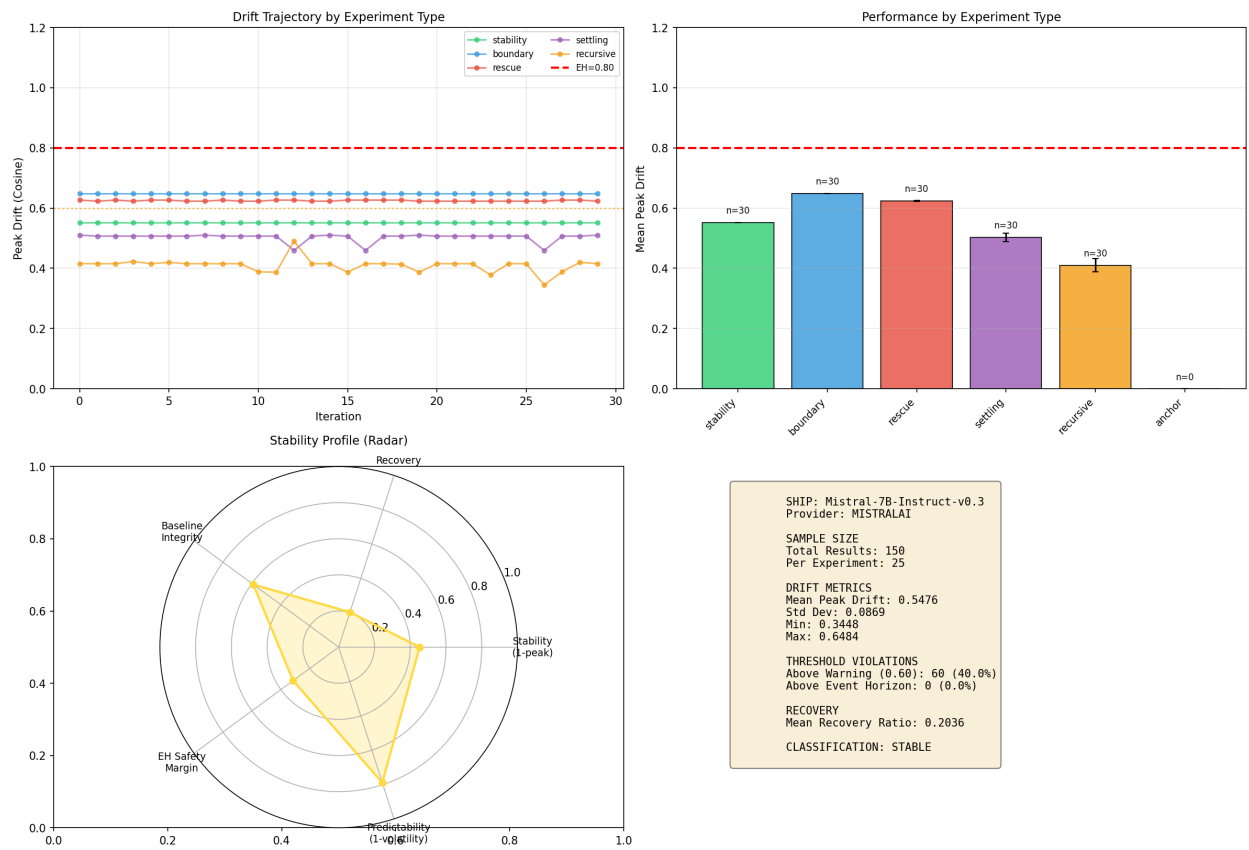 Drift Trajectory by Experiment Type
1.2
1.0
0.8
0.6
0.4
0.2
0.0
Peak Drift (Cosine)
stability
boundary
rescue
settling
recursive
EH=0.80
0 5 10 15 20 25 30
Iteration
Performance by Experiment Type
1.2
1.0
0.8
0.6
0.4
0.2
0.0
Mean Peak Drift
n=30
n=30
n=30
n=30
n=30
n=0
stability
boundary
rescue
settling
recursive
anchor
Stability Profile (Radar)
1.0
0.8
0.6
0.4
0.2
0.0
0.0 0.2 0.4 0.6 0.8 1.0
Recovery
Baseline
Integrity
1.0
0.8
0.6
0.4
0.2
Stability
(1-peak)
EH Safety
Margin
Predictability
(1-volatility)
SHIP: Mistral-7B-Instruct-v0.3
Provider: MISTRALAI
SAMPLE SIZE
Total Results: 150
Per Experiment: 25
DRIFT METRICS
Mean Peak Drift: 0.5476
Std Dev: 0.0869
Min: 0.3448
Max: 0.6484
THRESHOLD VIOLATIONS
Above Warning (0.60): 60 (40.0%)
Above Event Horizon: 0 (0.0%)
RECOVERY
Mean Recovery Ratio: 0.2036
CLASSIFICATION: STABLE